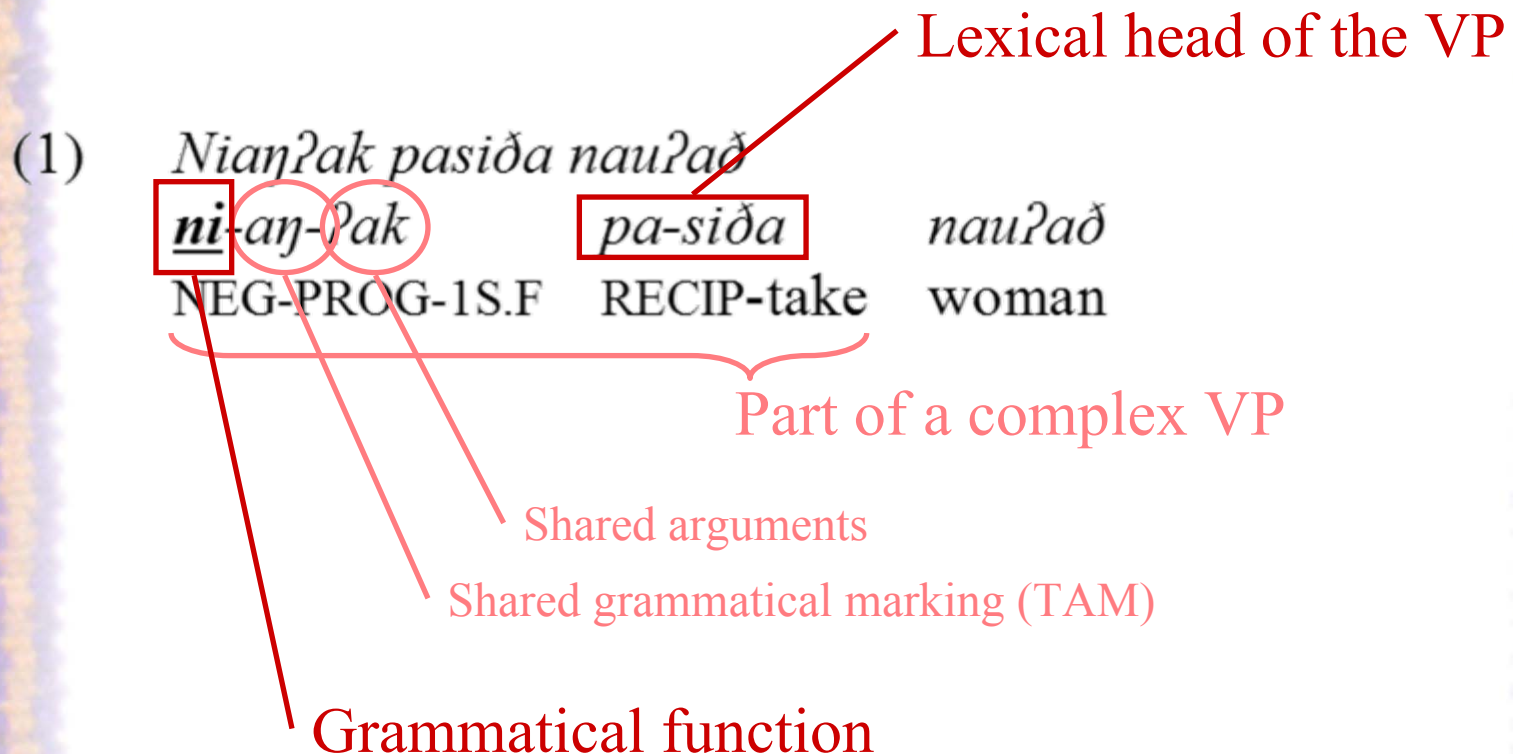 Lexical head of the VP
(1) Nianŋʔak pasiða nauʔað
ni-aŋ-ʔak pa-siða nauʔað
NEG-PROG-1S.F RECIP-take woman
Part of a complex VP
Shared arguments
Shared grammatical marking (TAM)
Grammatical function